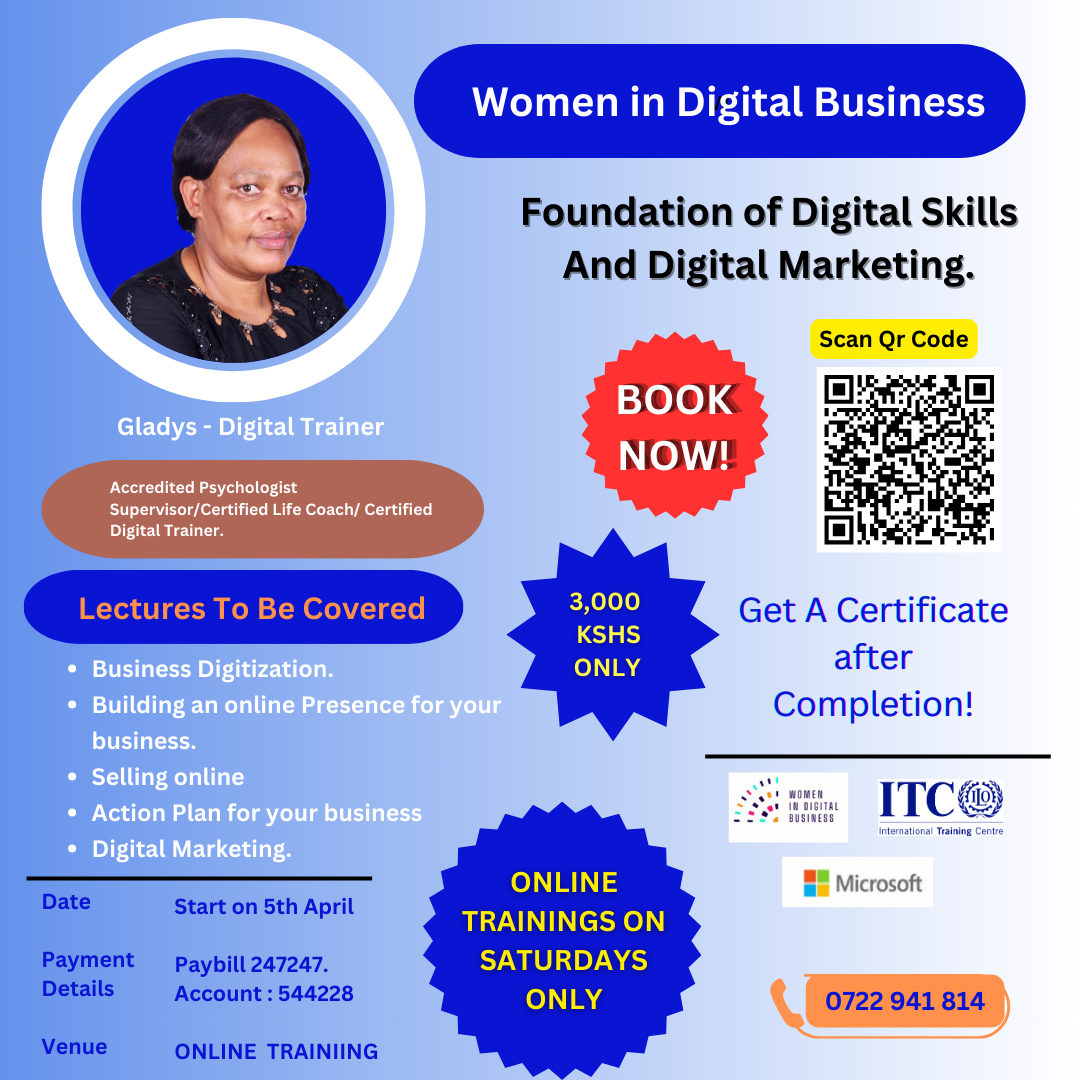 Women in Digital Business
Foundation of Digital Skills
And Digital Marketing.
Scan Qr Code
BOOK
NOW!
Gladys - Digital Trainer
Accredited Psychologist
Supervisor/Certified Life Coach/ Certified
Digital Trainer.
Lectures To Be Covered
• Business Digitization.
• Building an online Presence for your
business.
• Selling online
• Action Plan for your business
• Digital Marketing.
3,000
KSHS
ONLY
Get A Certificate
after
Completion!
WOMEN
IN DIGITAL
BUSINESS
ITC
ILO
International Training Centre
Microsoft
Date
Start on 5th April
Payment
Details
Paybill 247247.
Account : 544228
Venue
ONLINE TRAINIING
ONLINE
TRAININGS ON
SATURDAYS
ONLY
0722 941 814